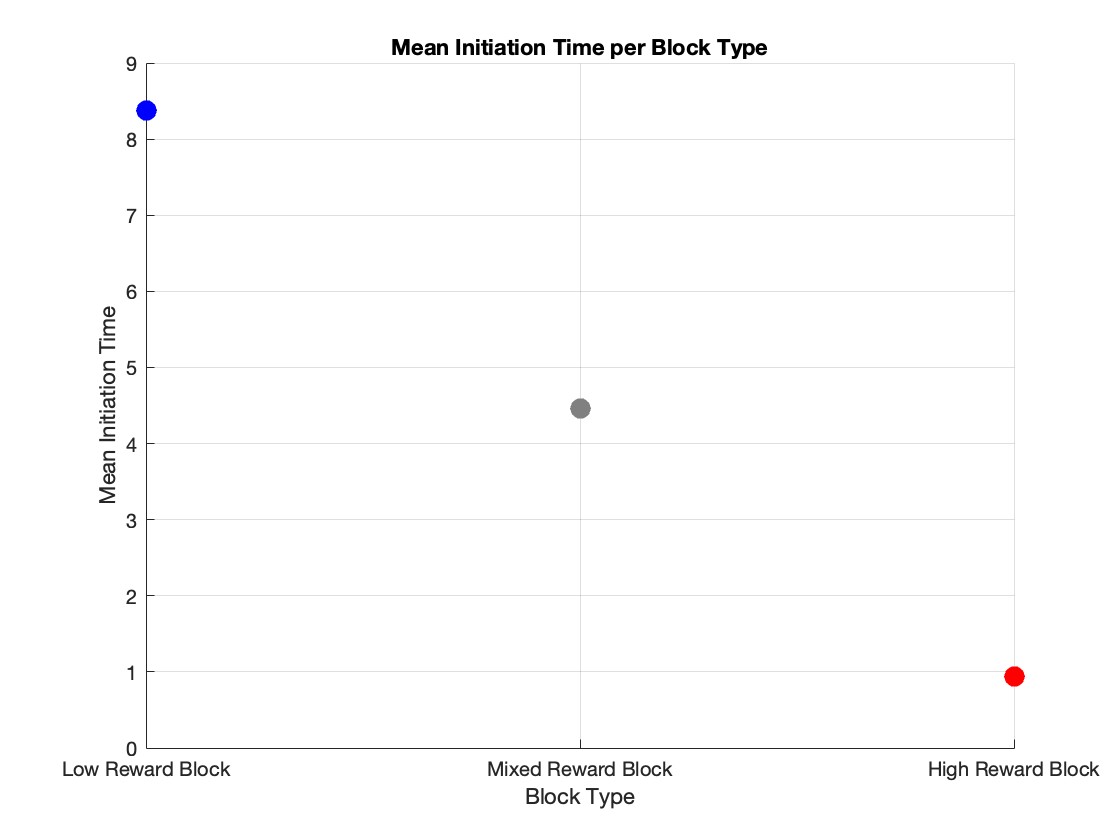 Mean Initiation Time per Block Type
Mean Initiation Time
9
8
7
6
5
4
3
2
1
0
Low Reward Block
Mixed Reward Block
High Reward Block
Block Type